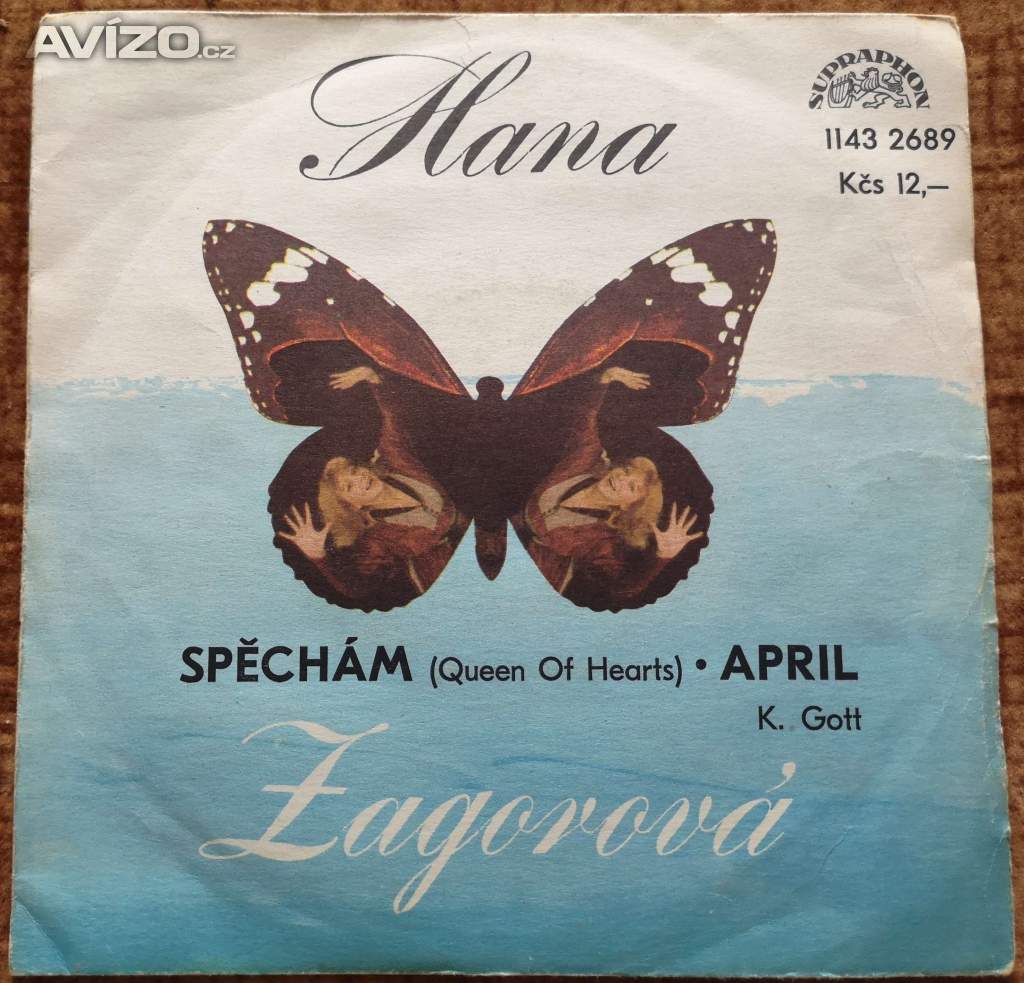 AVÍZO.cz
Hana
SUPRAPHON
1143 2689
Kčs 12,—
SPĚCHÁM (Queen Of Hearts) • APRIL
K. Gott
Zagorová